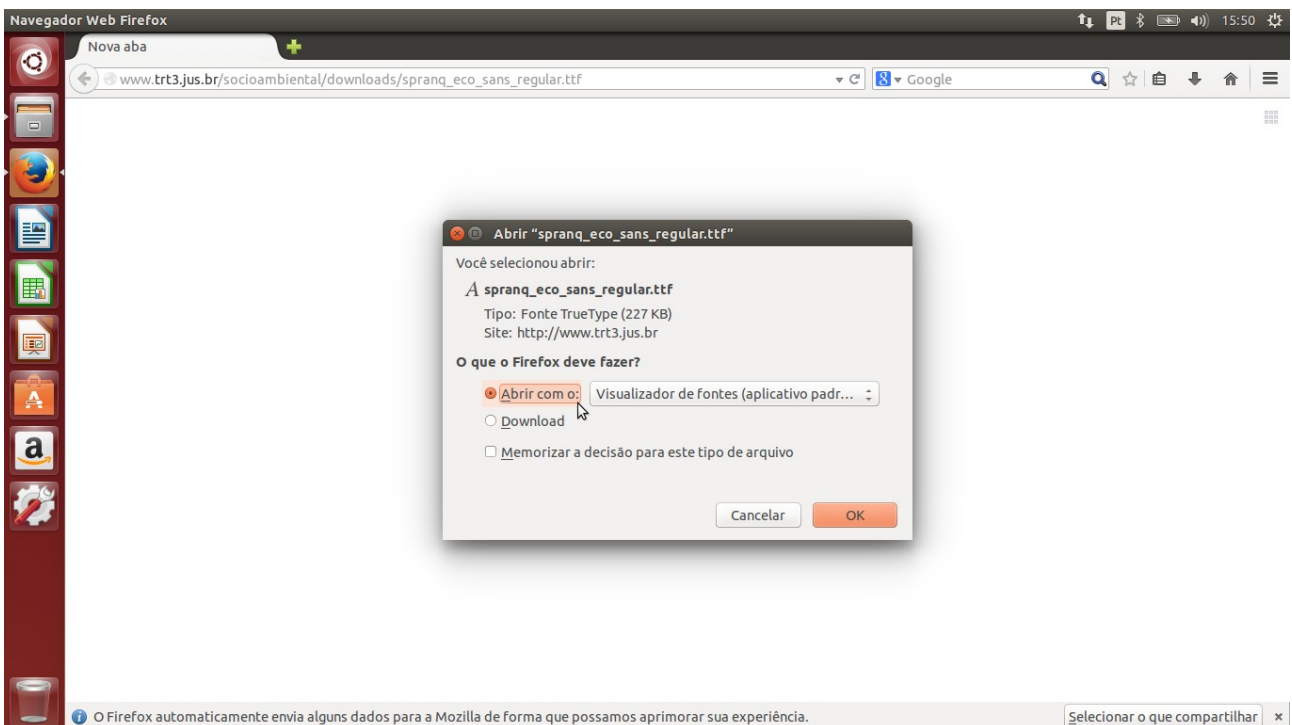 Navegador Web Firefox
Pt
15:50
Nova aba
www.trt3.jus.br/socioambiental/downloads/spranq_eco_sans_regular.ttf
8
Google
Abrir “spranq_eco_sans_regular.ttf”
Você selecionou abrir:
A spranq_eco_sans_regular.ttf
Tipo: Fonte TrueType (227 KB)
Site: http://www.trt3.jus.br
O que o Firefox deve fazer?
Abrir com o: Visualizador de fontes (aplicativo padr...
Download
Memorizar a decisão para este tipo de arquivo
Cancelar OK
A
a
O Firefox automaticamente envia alguns dados para a Mozilla de forma que possamos aprimorar sua experiência.
Selecionar o que compartilhar ×